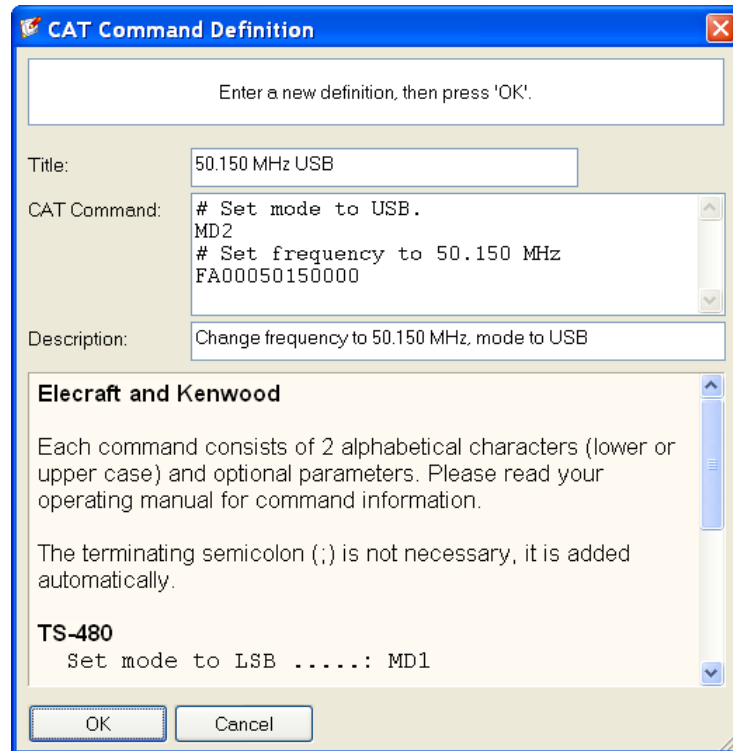 CAT Command Definition
Enter a new definition, then press 'OK'.
Title:
50.150 MHz USB
CAT Command:
# Set mode to USB.
MD2
# Set frequency to 50.150 MHz
FA00050150000
Description:
Change frequency to 50.150 MHz, mode to USB
Elecraft and Kenwood
Each command consists of 2 alphabetical characters (lower or
upper case) and optional parameters. Please read your
operating manual for command information.
The terminating semicolon (;) is not necessary, it is added
automatically.
TS-480
Set mode to LSB .....: MD1
OK
Cancel